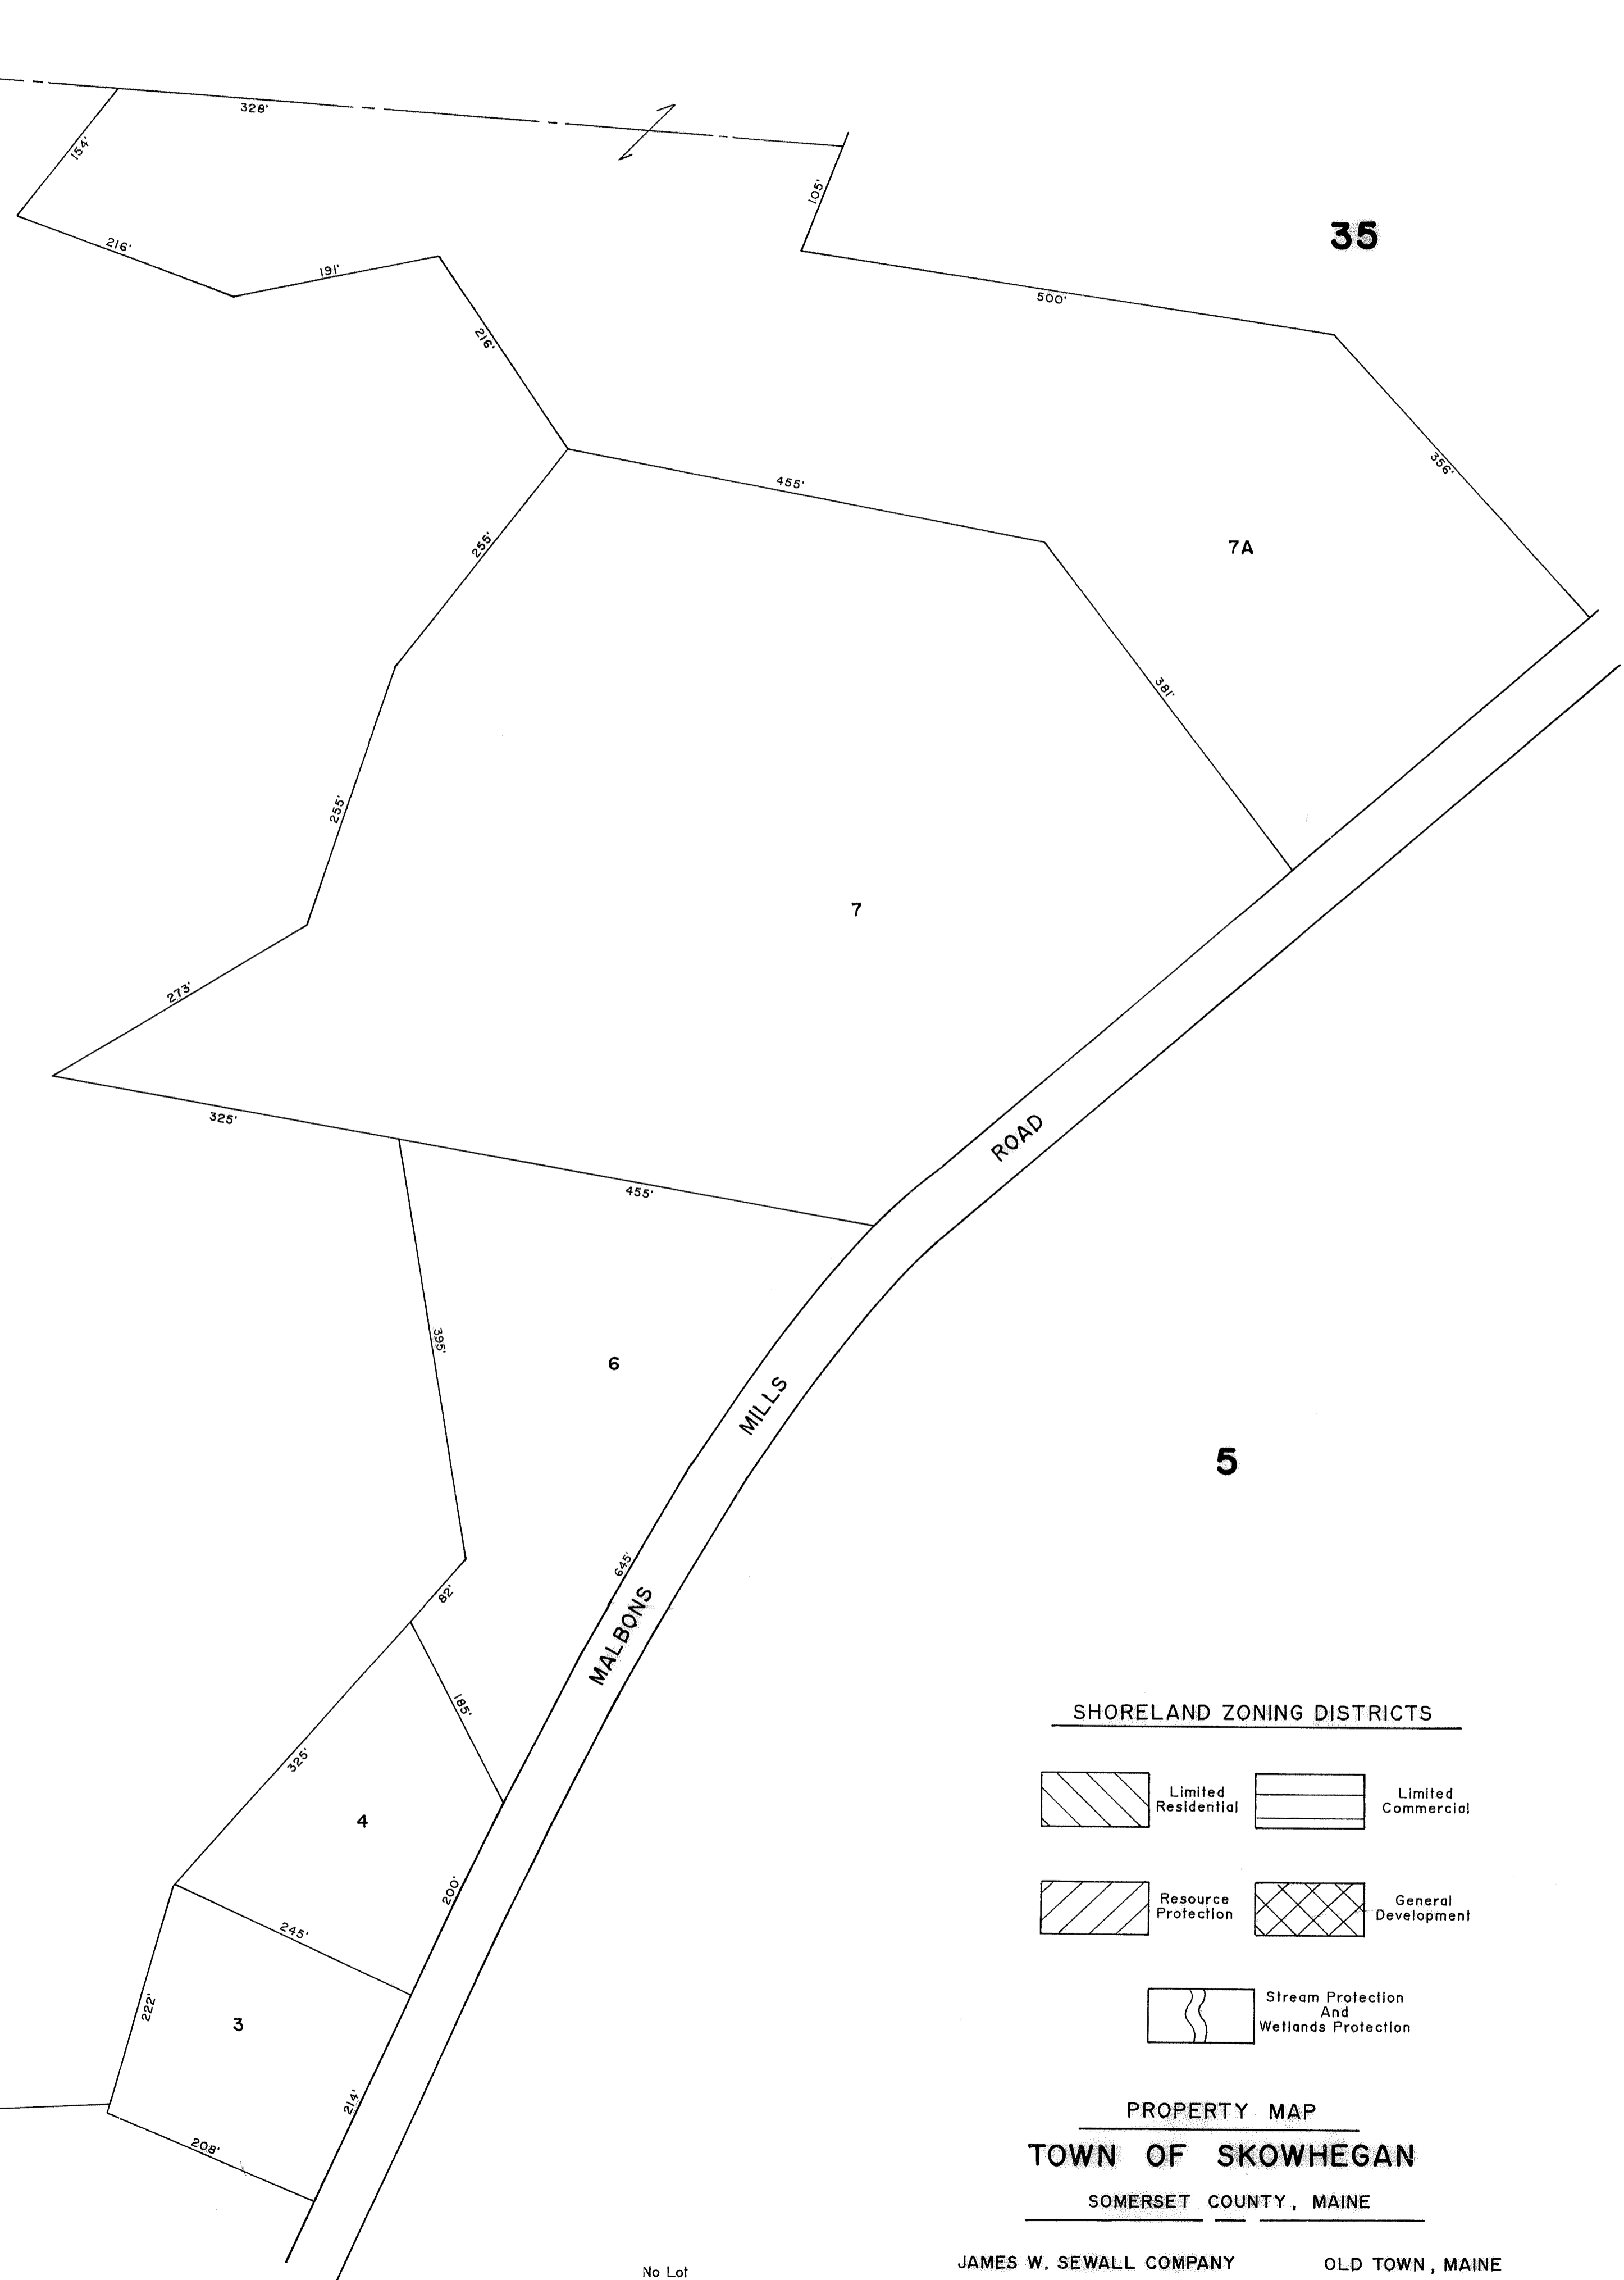 328'
154'
105'
35
216'
191'
500'
216'
356'
455'
255'
7A
381'
255'
7
273'
325'
ROAD
455'
395'
6
MILLS
5
645'
82'
MALBONS
185'
325'
4
200'
245'
222'
3
214'
208'
SHORELAND ZONING DISTRICTS
Limited
Residential
Limited
Commercial
Resource
Protection
General
Development
Stream Protection
And
Wetlands Protection
PROPERTY MAP
TOWN OF SKOWHEGAN
SOMERSET COUNTY, MAINE
JAMES W. SEWALL COMPANY OLD TOWN, MAINE
No Lot